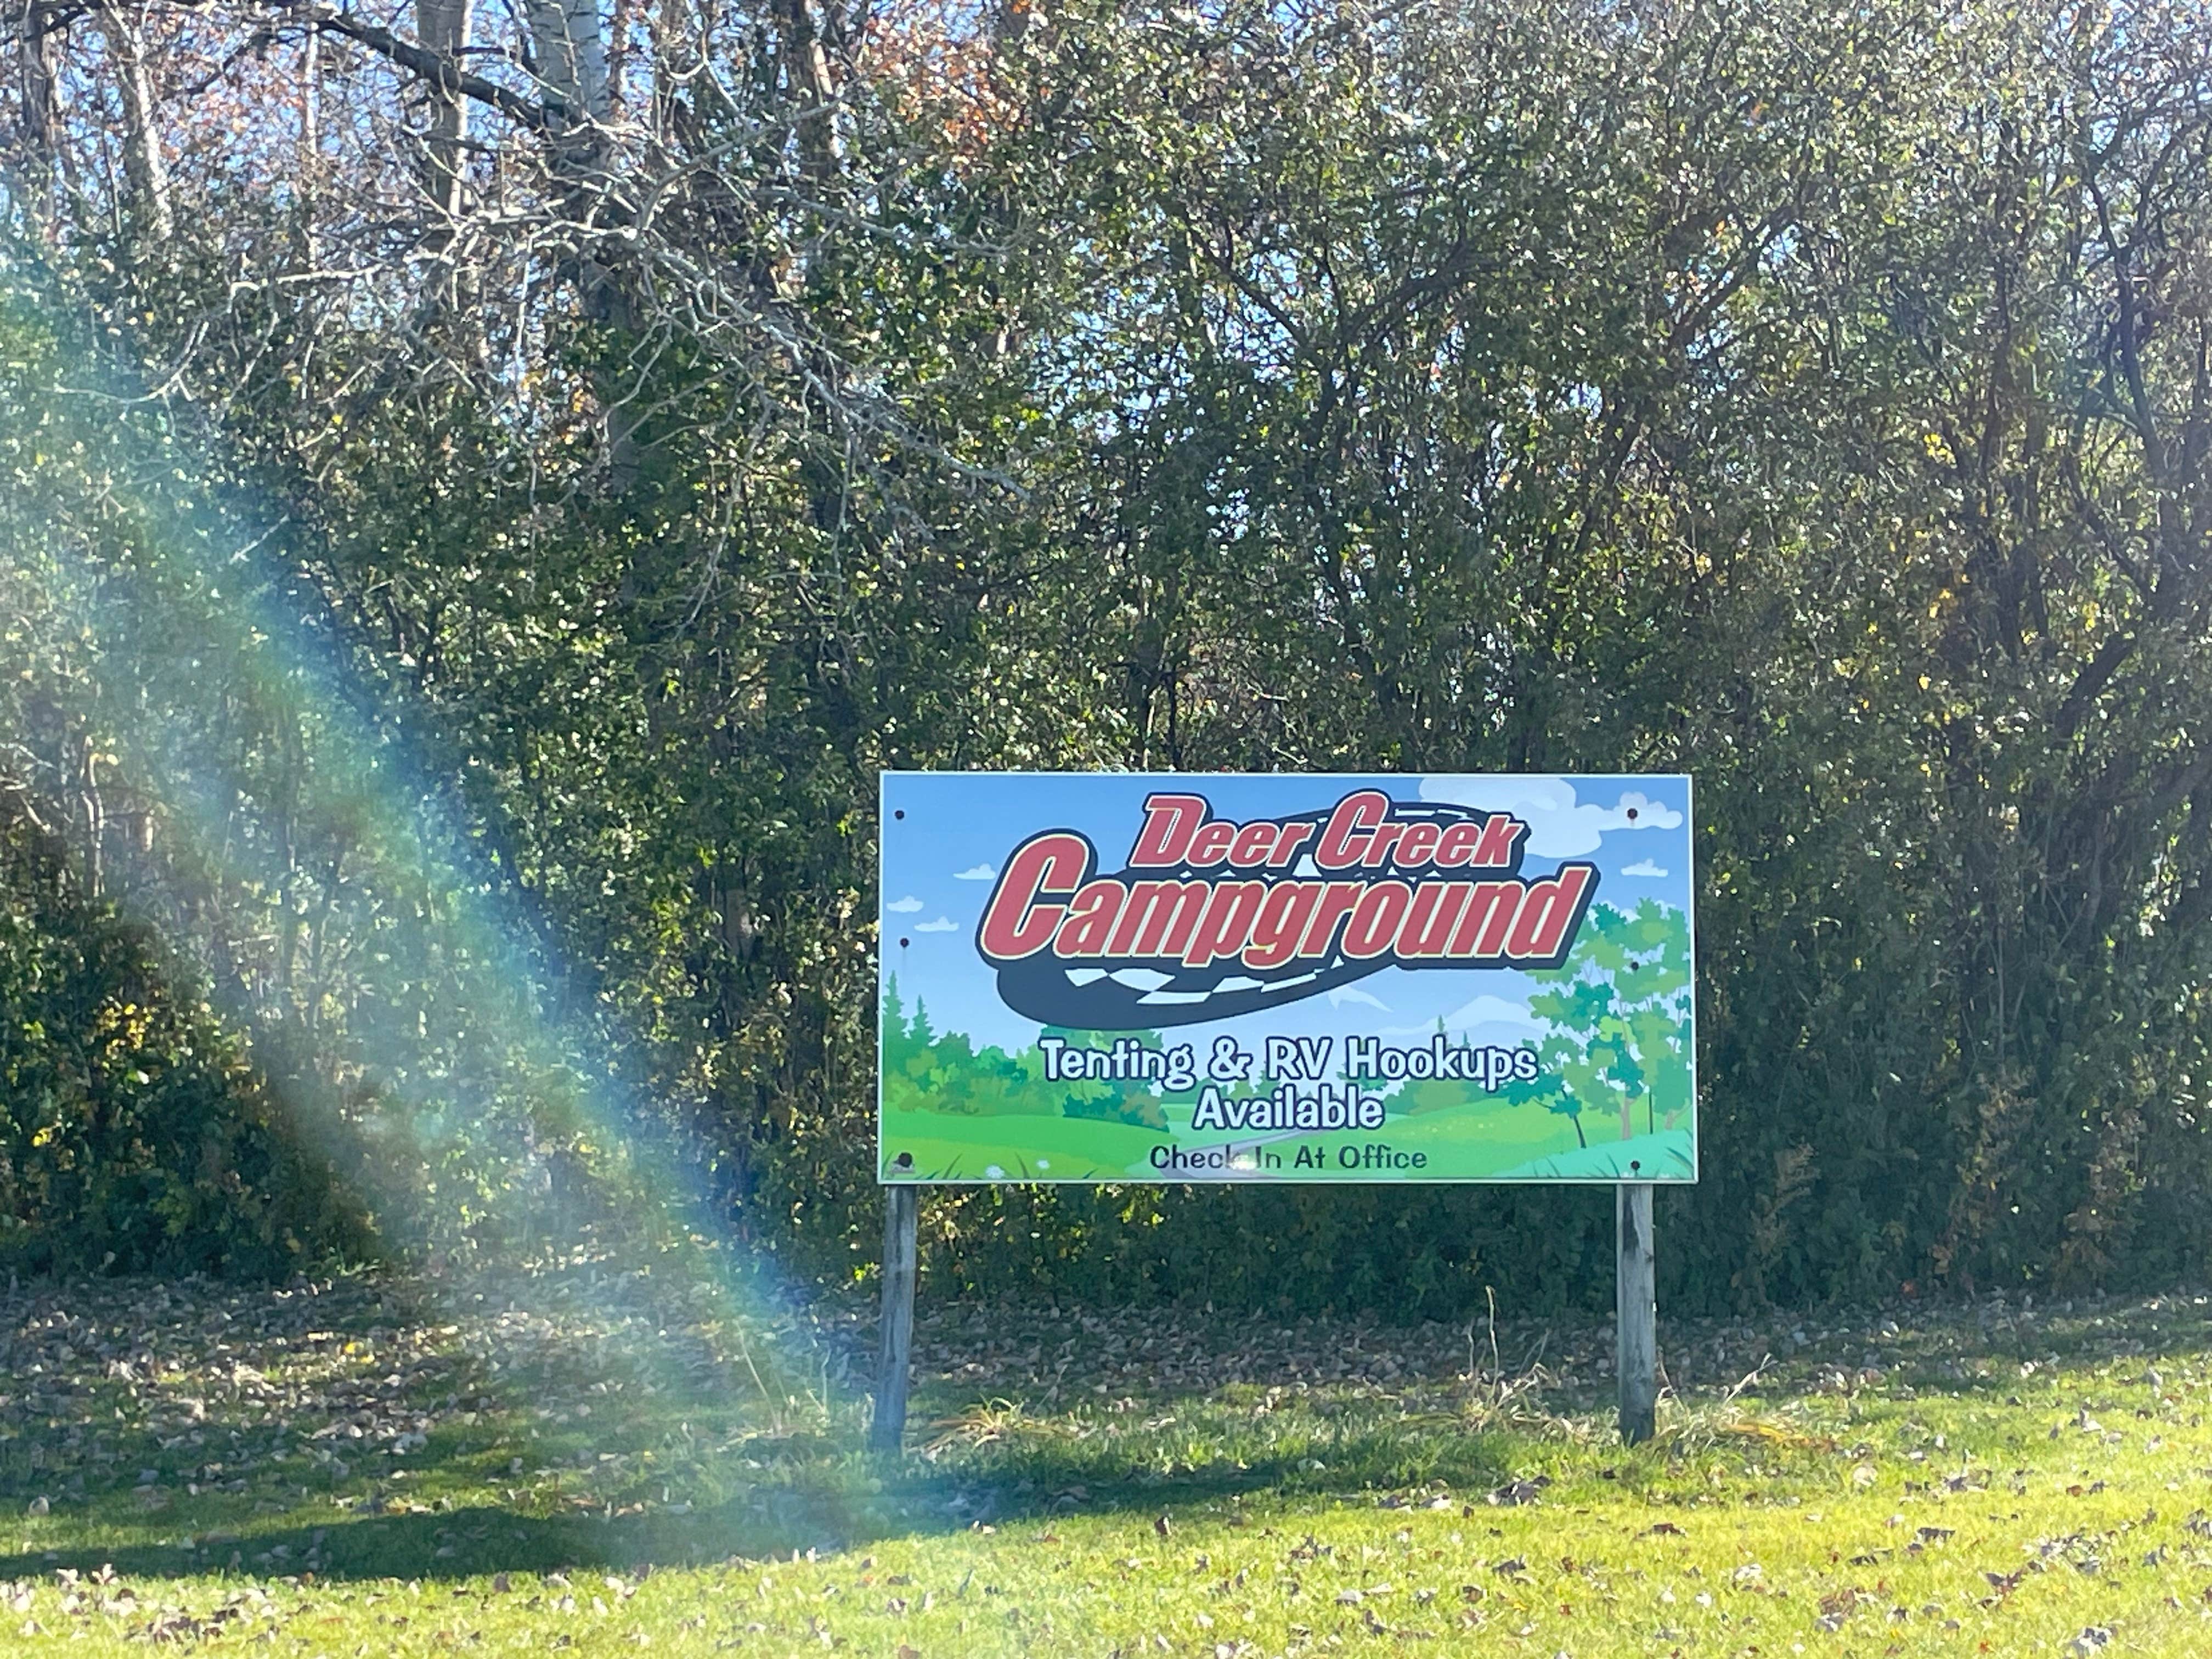 Deer Creek
Campground
Tenting & RV Hookups
Available
Check In At Office